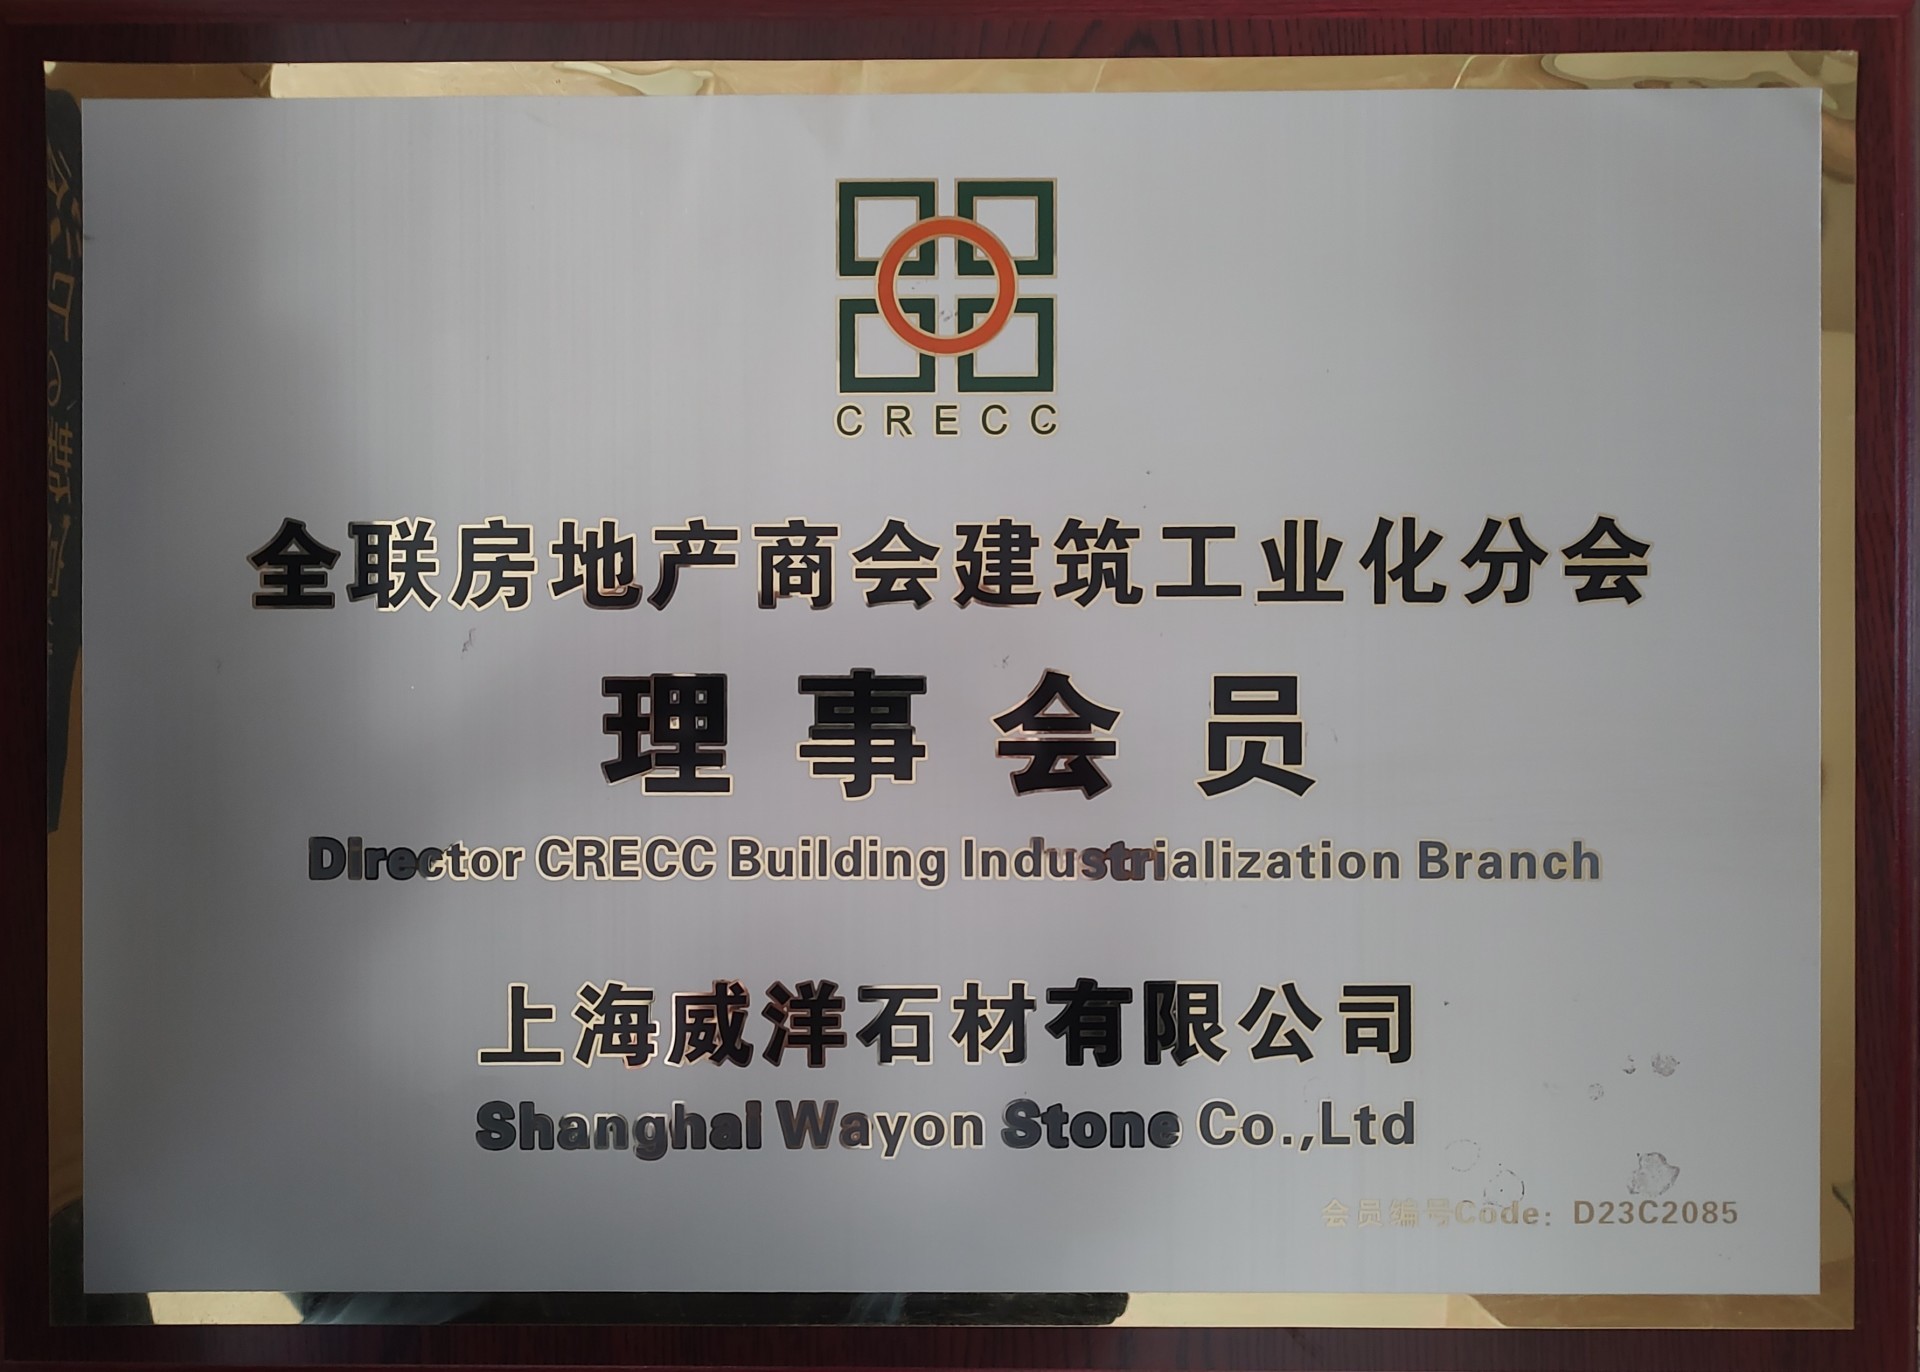 CRECC
全联房地产商会建筑工业化分会
理事会员
Director CRECC Building Industrialization Branch
上海威洋石材有限公司
Shanghai Wayon Stone Co.,Ltd
会员编号Code: D23C2085